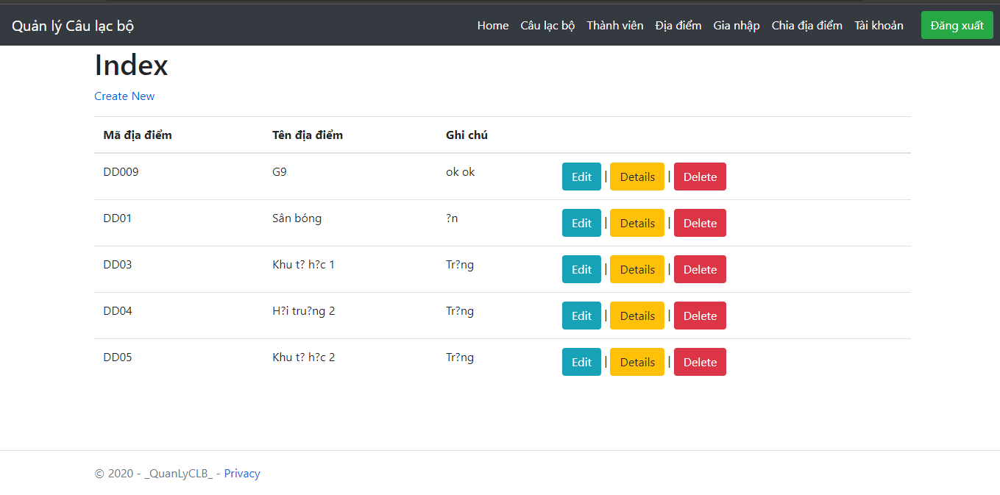 Quản lý Câu lạc bộ Home Câu lạc bộ Thành viên Địa điểm Gia nhập Chia địa điểm Tài khoản Đăng xuất
Index
Create New
Mã địa điểm Tên địa điểm Ghi chú
DD009 G9 ok ok Edit | Details | Delete
DD01 Sân bóng ?n Edit | Details | Delete
DD03 Khu t? h?c 1 Tr?ng Edit | Details | Delete
DD04 H?i tru?ng 2 Tr?ng Edit | Details | Delete
DD05 Khu t? h?c 2 Tr?ng Edit | Details | Delete
© 2020 - _QuanLyCLB_ - Privacy